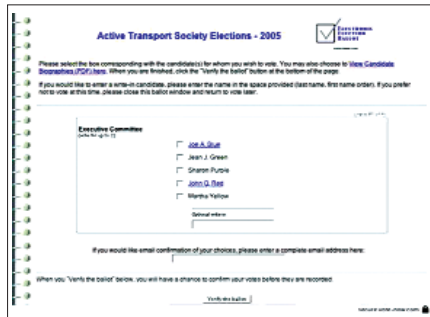 Active Transport Society Elections - 2005
ELECTRONIC
ELECTION
BALLOT
Please select the box corresponding with the candidate(s) for whom you wish to vote. You may also choose to View Candidate
Biographies (PDF) here. When you are finished, click the "Verify the ballot" button at the bottom of the page.
If you would like to enter a write-in candidate, please enter the name in the space provided (last name, first name order). If you prefer
not to vote at this time, please close this ballot window and return to vote later.
Executive Committee
Joe A. Blue
Jean J. Green
Sharon Purple
John Q. Red
Martha Yellow
Optional write-in
If you would like email confirmation of your choices, please enter a complete email address here:
When you "Verify the ballot" below, you will have a chance to confirm your votes before they are recorded.
Verify the ballot